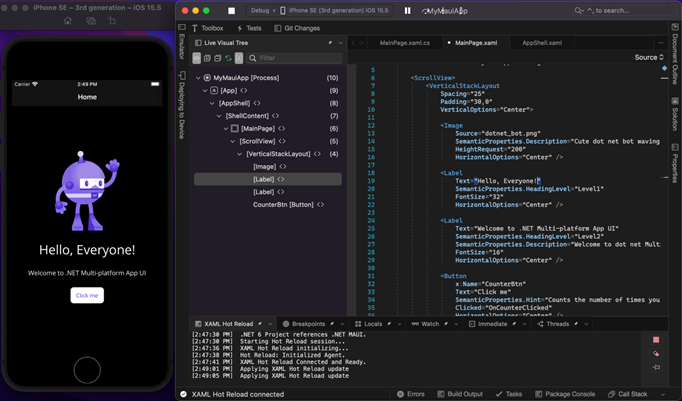 iPhone SE – 3rd generation – iOS 15.5
Carrier
2:49 PM
Home
Hello, Everyone!
Welcome to .NET Multi-platform App UI
Click me
Debug
iPhone SE – 3rd generation – iOS 15.5
MyMauiApp
^, to search...
Toolbox
Tests
Git Changes
Emulator
Deploying to Device
Live Visual Tree
Filter
MyMauiApp [Process] (10)
[App] <> (9)
[AppShell] <> (8)
[ShellContent] <> (7)
[MainPage] <> (6)
[ScrollView] <> (5)
[VerticalStackLayout] <> (4)
[Image] <>
[Label] <>
[Label] <>
CounterBtn [Button] <>
MainPage.xaml.cs
MainPage.xaml
AppShell.xaml
Source
5
6 <ScrollView>
7 <VerticalStackLayout
8 Spacing="25"
9 Padding="30,0"
10 VerticalOptions="Center">
11
12 <Image
13 Source="dotnet_bot.png"
14 SemanticProperties.Description="Cute dot net bot waving
15 HeightRequest="200"
16 HorizontalOptions="Center" />
17
18 <Label
19 Text="Hello, Everyone!"
20 SemanticProperties.HeadingLevel="Level1"
21 FontSize="32"
22 HorizontalOptions="Center" />
23
24 <Label
25 Text="Welcome to .NET Multi-platform App UI"
26 SemanticProperties.HeadingLevel="Level2"
27 SemanticProperties.Description="Welcome to dot net Mult
28 FontSize="16"
29 HorizontalOptions="Center" />
30
31 <Button
32 x:Name="CounterBtn"
33 Text="Click me"
34 SemanticProperties.Hint="Counts the number of times you
35 Clicked="OnCounterClicked"
HorizontalOptions="Center" />
Document Outline
Solution
Properties
XAML Hot Reload
Breakpoints
Locals
Watch
Immediate
Threads
[2:47:30 PM] .NET 6 Project references .NET MAUI.
[2:47:30 PM] Starting Hot Reload session...
[2:47:36 PM] XAML Hot Reload initializing...
[2:47:38 PM] Hot Reload: Initialized Agent.
[2:47:41 PM] XAML Hot Reload Connected and Ready.
[2:49:01 PM] Applying XAML Hot Reload update
[2:49:05 PM] Applying XAML Hot Reload update
XAML Hot Reload connected
Errors
Build Output
Tasks
Package Console
Call Stack